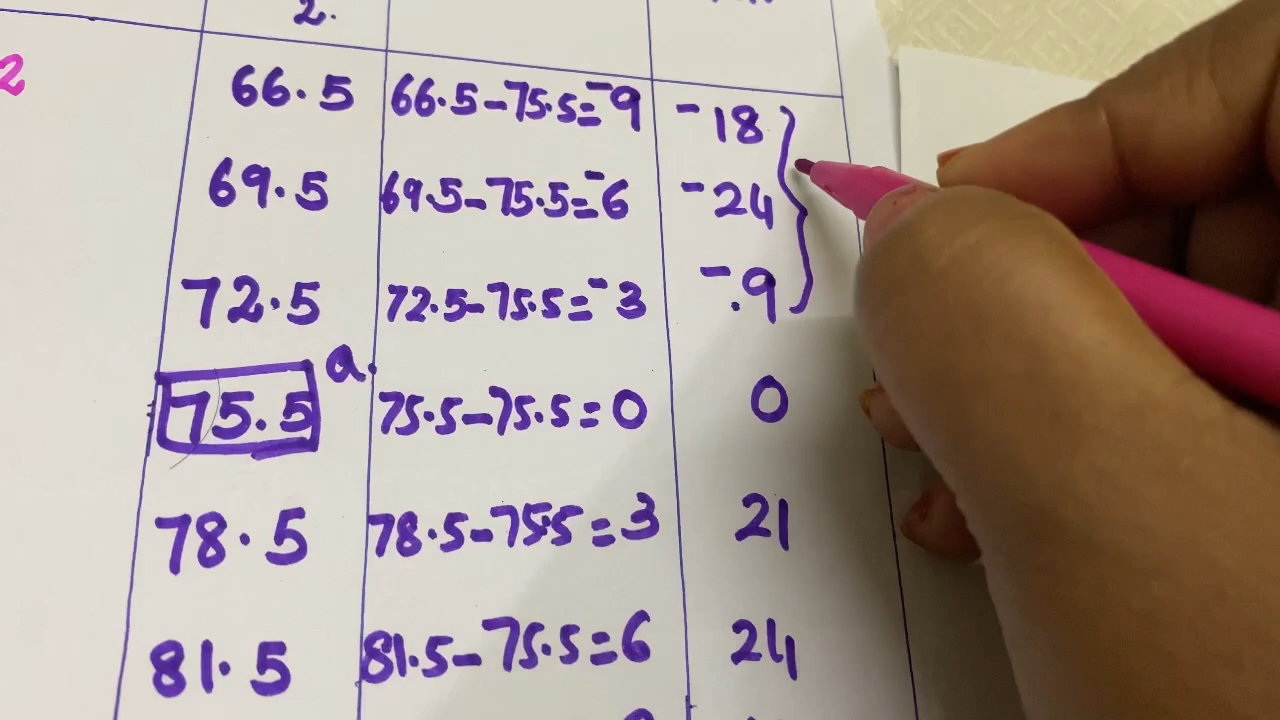 2.
2 66.5 66.5-75.5=-9 -18
69.5 69.5-75.5=-6 -24
72.5 72.5-75.5=-3 -9
75.5 a. 75.5-75.5=0 0
78.5 78.5-75.5=3 21
81.5 81.5-75.5=6 24